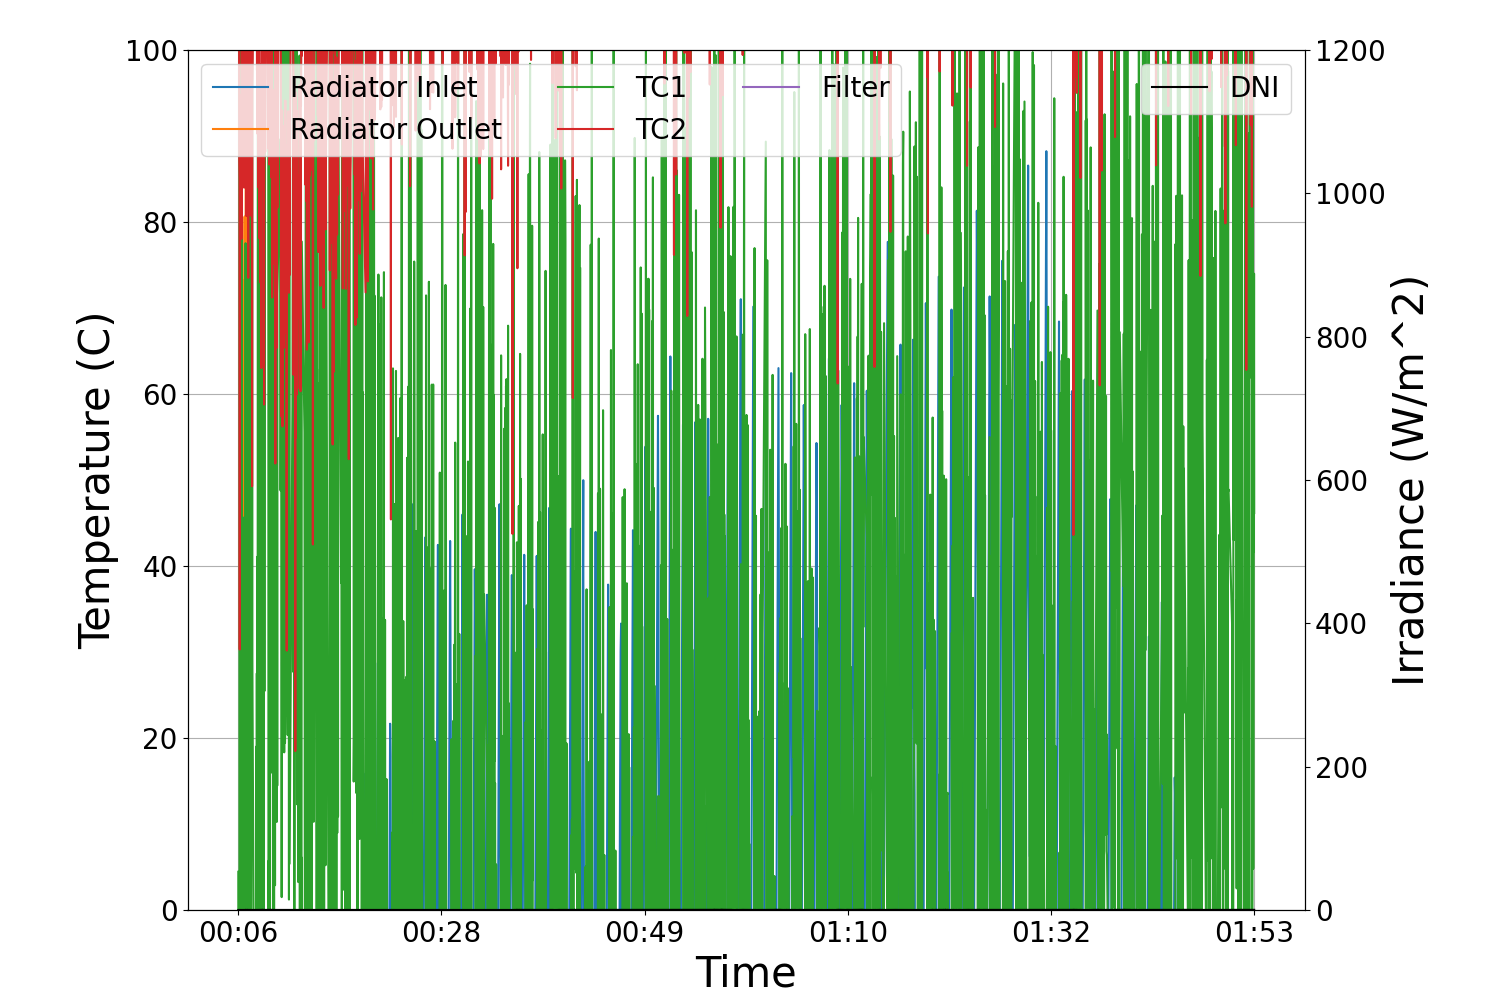 Temperature (C)
100
80
60
40
20
0
Radiator Inlet
Radiator Outlet
TC1
TC2
Filter
DNI
1200
1000
800
600
400
200
0
Irradiance (W/m^2)
00:06 00:28 00:49 01:10 01:32 01:53
Time